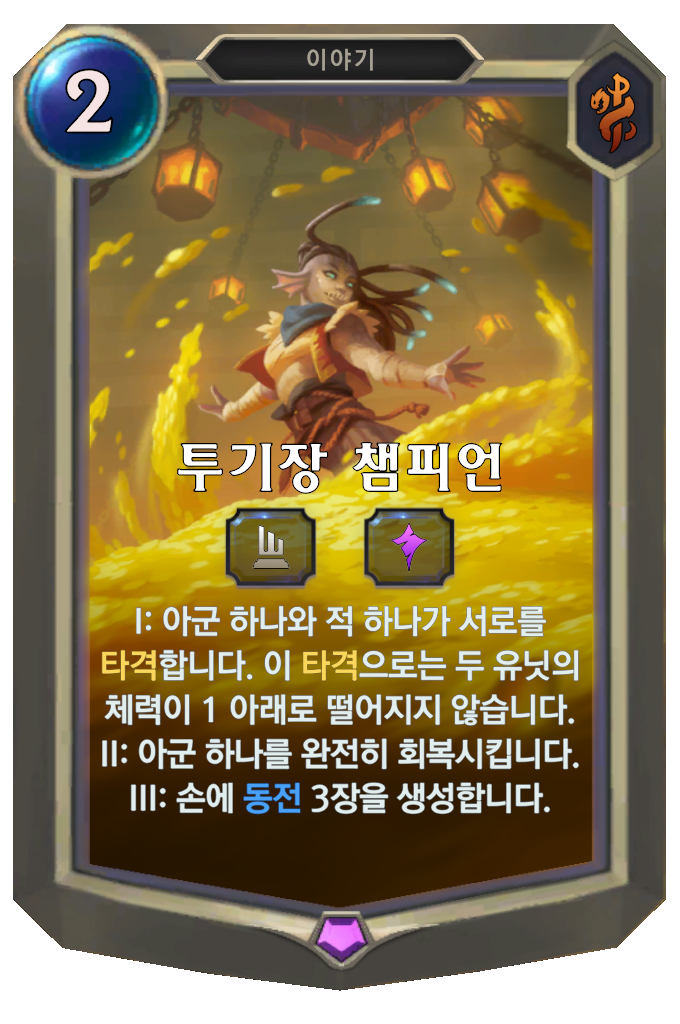 이야기
2
투기장 챔피언
I: 아군 하나와 적 하나가 서로를
타격합니다. 이 타격으로는 두 유닛의
체력이 1 아래로 떨어지지 않습니다.
II: 아군 하나를 완전히 회복시킵니다.
III: 손에 동전 3장을 생성합니다.